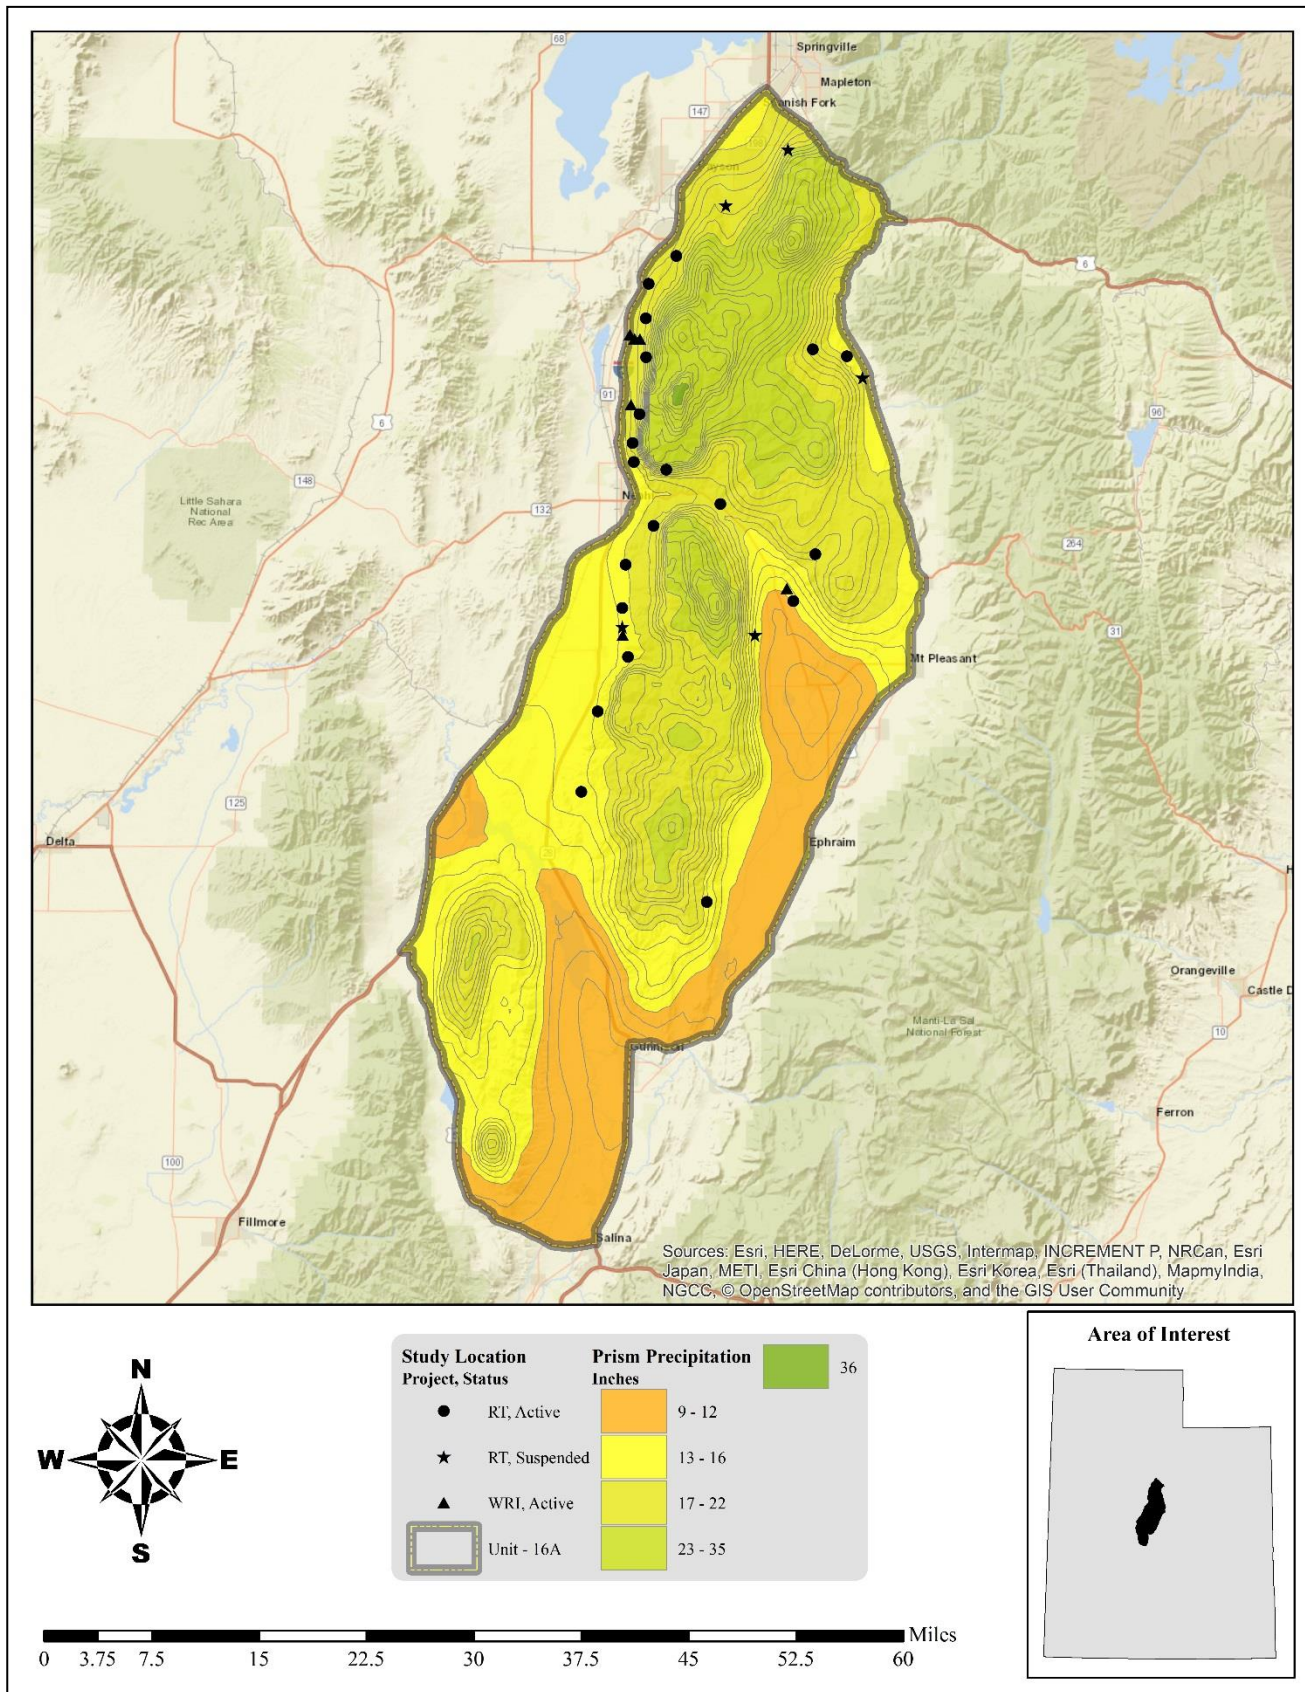 68
Springville
Mapleton
anish Fork
147
6
91
96
6
148
Little Sahara
National
Rec Area
132
264
31
Mt Pleasant
125
Delta
Ephraim
28
Orangeville
Castle D
Manti-La Sal
National Forest
10
Ferron
100
Fillmore
Salina
Sources: Esri, HERE, DeLorme, USGS, Intermap, INCREMENT P, NRCan, Esri
Japan, METI, Esri China (Hong Kong), Esri Korea, Esri (Thailand), MapmyIndia,
NGCC, © OpenStreetMap contributors, and the GIS User Community
N
W
E
S
Study Location
Project, Status
RT, Active
RT, Suspended
WRI, Active
Unit - 16A
Prism Precipitation
Inches
9 - 12
13 - 16
17 - 22
23 - 35
36
Area of Interest
Miles
0 3.75 7.5 15 22.5 30 37.5 45 52.5 60